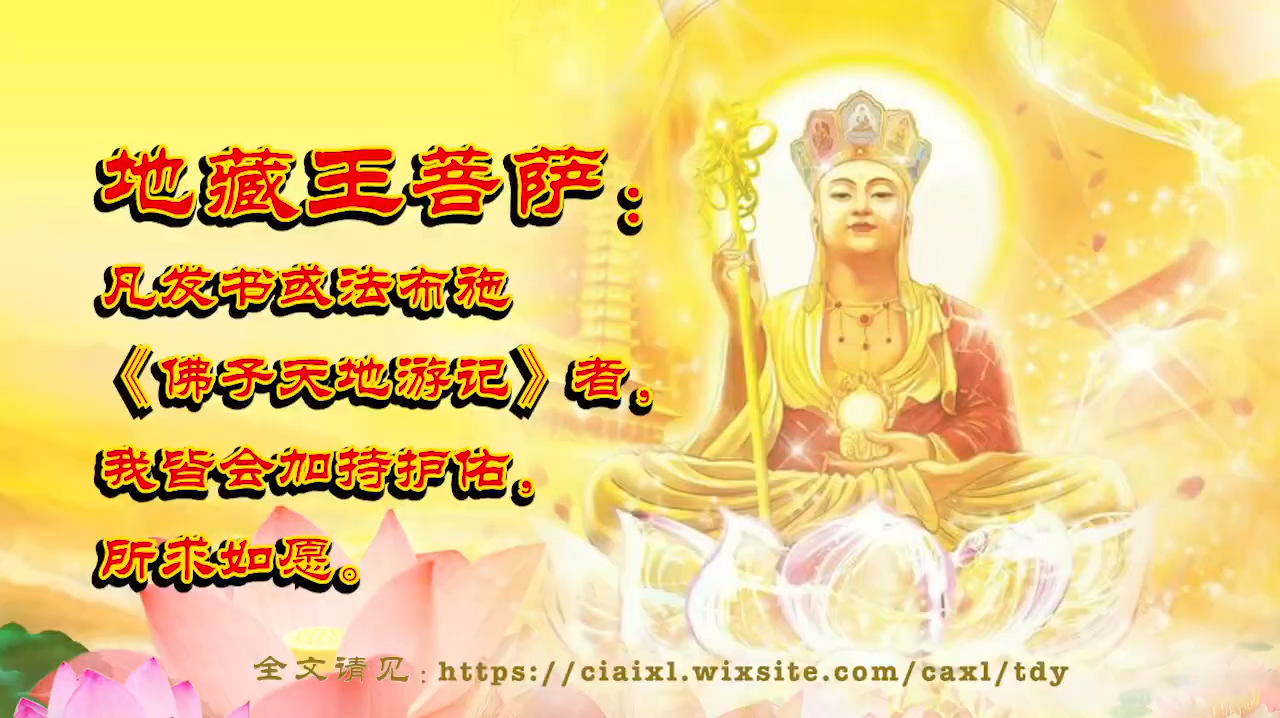 地藏王菩萨：
凡发书或法布施
《佛子天地游记》者，
我皆会加持护佑，
所求如愿。
全文请见：https://ciaixl.wixsite.com/caxl/tdy